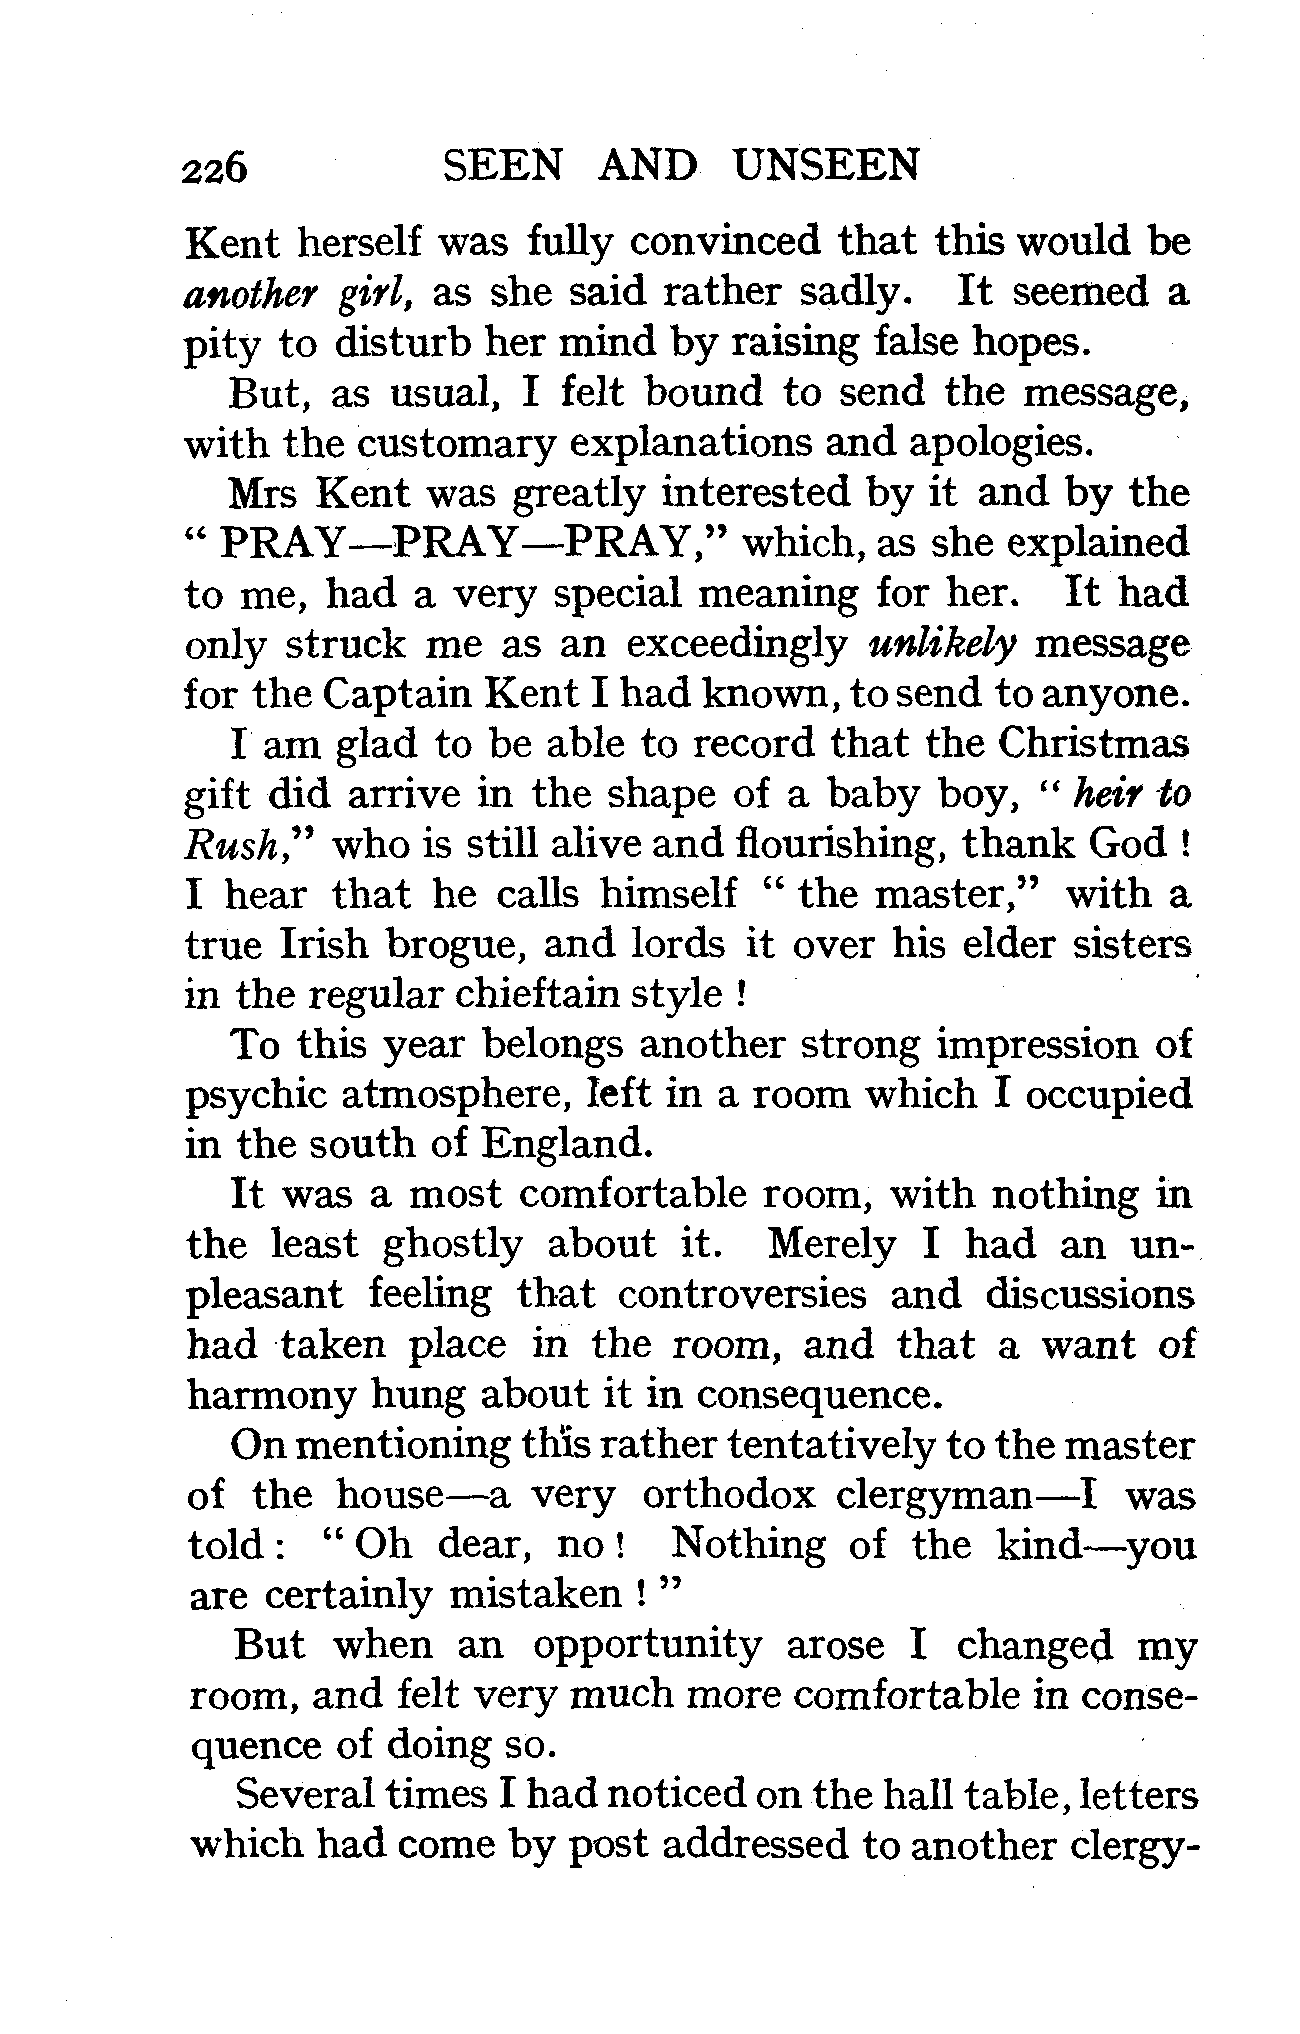 226 SEEN AND UNSEEN
Kent herself was fully convinced that this would be
another girl, as she said rather sadly. It seemed a
pity to disturb her mind by raising false hopes.
But, as usual, I felt bound to send the message,
with the customary explanations and apologies.
Mrs Kent was greatly interested by it and by the
“ PRAY—PRAY—PRAY,” which, as she explained
to me, had a very special meaning for her. It had
only struck me as an exceedingly unlikely message
for the Captain Kent I had known, to send to anyone.
I am glad to be able to record that the Christmas
gift did arrive in the shape of a baby boy, “ heir to
Rush,” who is still alive and flourishing, thank God !
I hear that he calls himself “ the master,” with a
true Irish brogue, and lords it over his elder sisters
in the regular chieftain style !
To this year belongs another strong impression of
psychic atmosphere, left in a room which I occupied
in the south of England.
It was a most comfortable room, with nothing in
the least ghostly about it. Merely I had an un-
pleasant feeling that controversies and discussions
had taken place in the room, and that a want of
harmony hung about it in consequence.
On mentioning this rather tentatively to the master
of the house—a very orthodox clergyman—I was
told : “ Oh dear, no ! Nothing of the kind—you
are certainly mistaken ! ”
But when an opportunity arose I changed my
room, and felt very much more comfortable in conse-
quence of doing so.
Several times I had noticed on the hall table, letters
which had come by post addressed to another clergy-